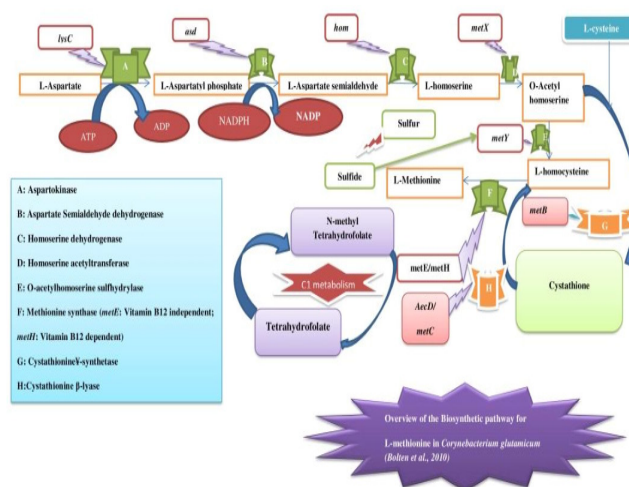 lysC
asd
hom
metX
L-cysteine
A
B
C
L-Aspartate
L-Aspartatyl phosphate
L-Aspartate semialdehyde
L-homoserine
O-Acetyl
homoserine
ATP
ADP
NADPH
NADP
Sulfur
metY
Sulfide
L-Methionine
L-homocysteine
F
metB
G
A: Aspartokinase
B: Aspartate Semialdehyde dehydrogenase
C: Homoserine dehydrogenase
D: Homoserine acetyltransferase
E: O-acetylhomoserine sulfhydrylase
F: Methionine synthase (metE: Vitamin B12 independent;
metH: Vitamin B12 dependent)
G: Cystathionine¥-synthetase
H:Cystathionine β-lyase
N-methyl
Tetrahydrofolate
C1 metabolism
Tetrahydrofolate
metE/metH
H
AecD/
metC
Cystathione
Overview of the Biosynthetic pathway for
L-methionine in Corynebacterium glutamicum
(Bolten et al., 2010)